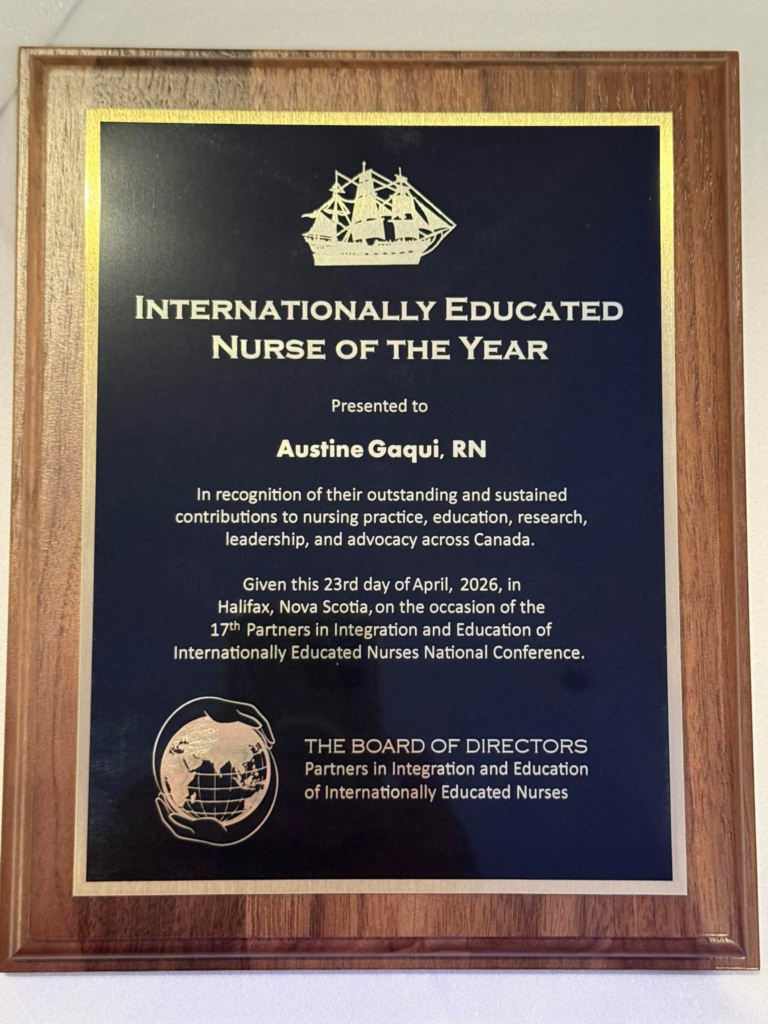 INTERNATIONALLY EDUCATED
NURSE OF THE YEAR
Presented to
Austine Gaqui, RN
In recognition of their outstanding and sustained
contributions to nursing practice, education, research,
leadership, and advocacy across Canada.
Given this 23rd day of April, 2026, in
Halifax, Nova Scotia, on the occasion of the
17th Partners in Integration and Education of
Internationally Educated Nurses National Conference.
THE BOARD OF DIRECTORS
Partners in Integration and Education
of Internationally Educated Nurses